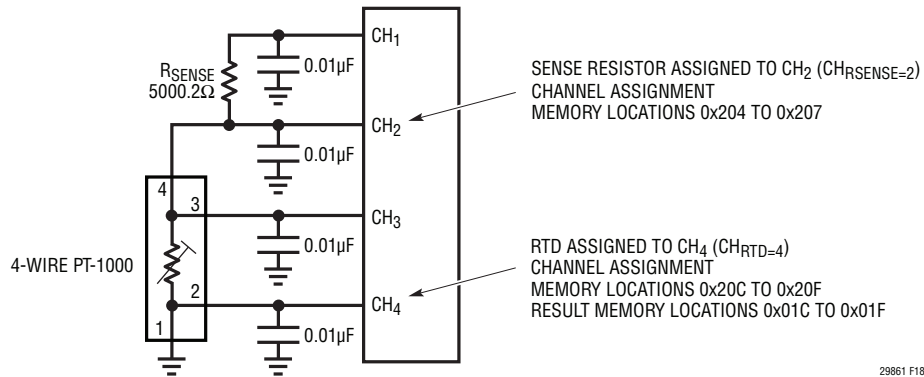 CH1
0.01µF
RSENSE
5000.2Ω
CH2
0.01µF
SENSE RESISTOR ASSIGNED TO CH2 (CHRSENSE=2)
CHANNEL ASSIGNMENT
MEMORY LOCATIONS 0x204 TO 0x207
4
3
CH3
0.01µF
4-WIRE PT-1000
2
CH4
1
0.01µF
RTD ASSIGNED TO CH4 (CHRTD=4)
CHANNEL ASSIGNMENT
MEMORY LOCATIONS 0x20C TO 0x20F
RESULT MEMORY LOCATIONS 0x01C TO 0x01F
29861 F18